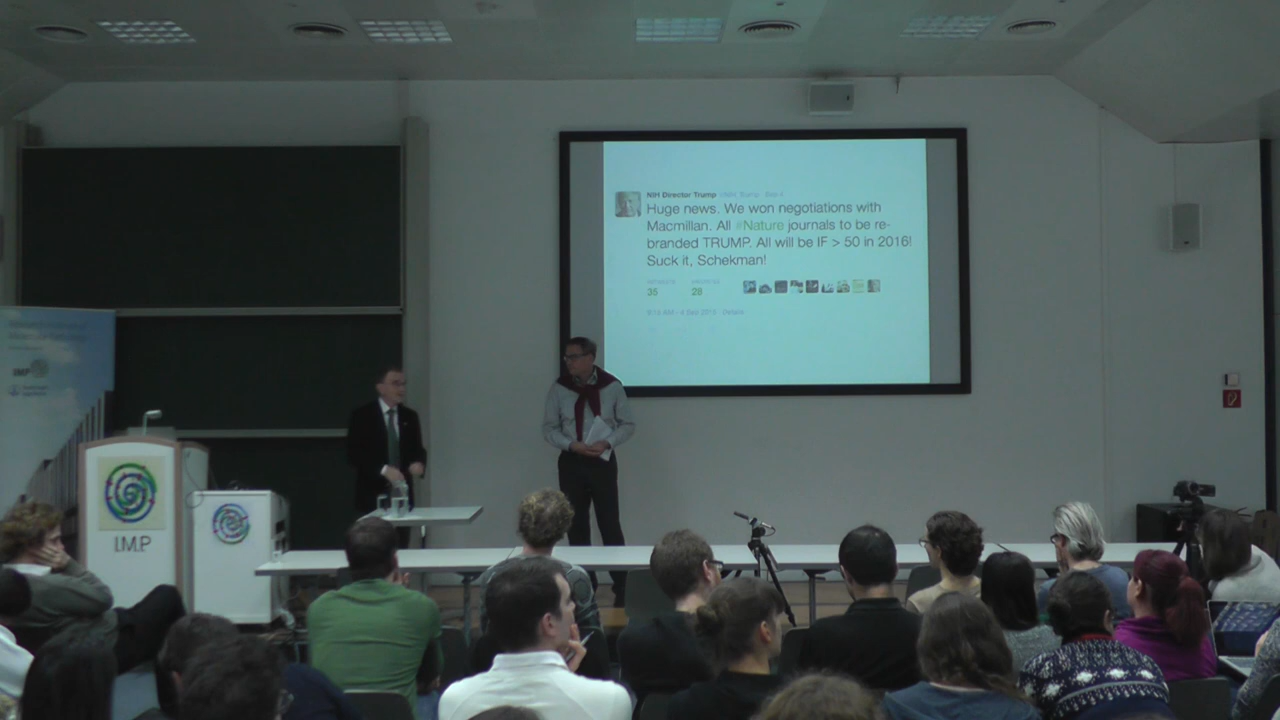 NIH Director Trump
Huge news. We won negotiations with
Macmillan. All #Nature journals to be re-
branded TRUMP. All will be IF > 50 in 2016!
Suck it, Schekman!
35 28
IMP
I.M.P